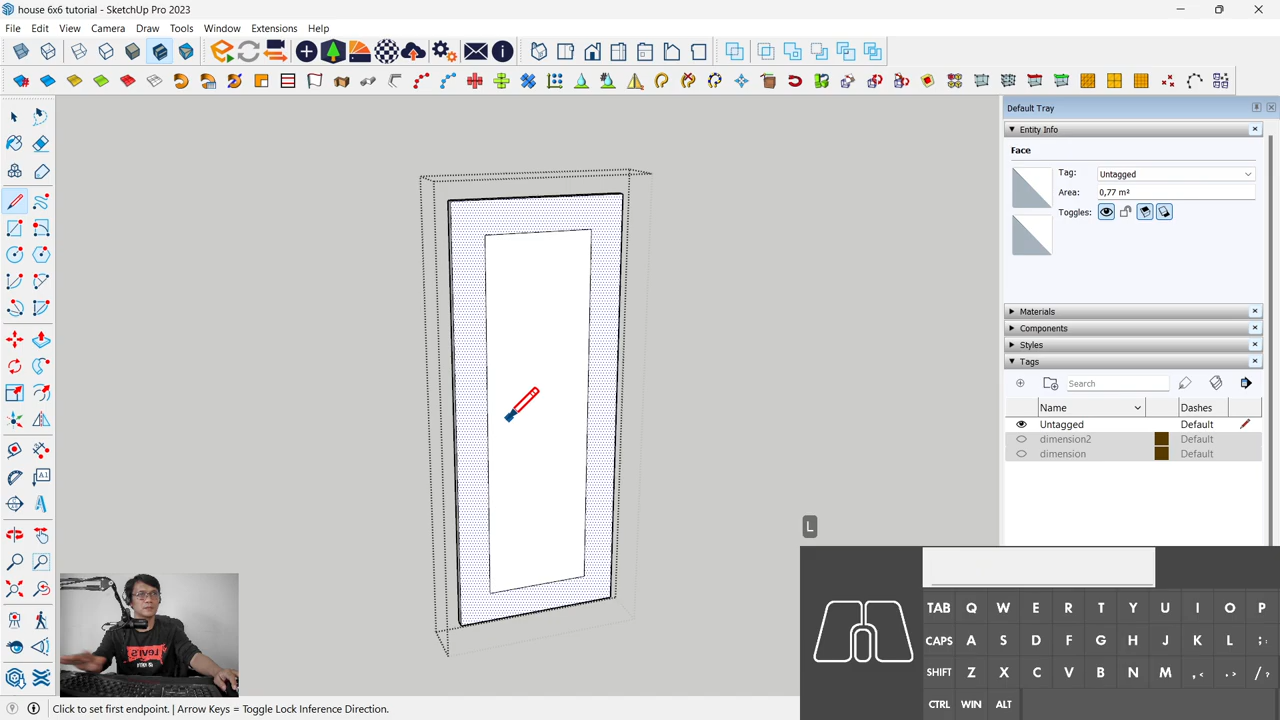 house 6x6 tutorial - SketchUp Pro 2023
File Edit View Camera Draw Tools Window Extensions Help
Default Tray
Entity Info
Face
Tag: Untagged
Area: 0,77 m²
Toggles:
Materials
Components
Styles
Tags
Search
Name Dashes
Untagged Default
dimension2 Default
dimension Default
L
TAB Q W E R T Y U I O P
CAPS A S D F G H J K L ; :
SHIFT Z X C V B N M , < . > / ?
CTRL WIN ALT
Click to set first endpoint. | Arrow Keys = Toggle Lock Inference Direction.